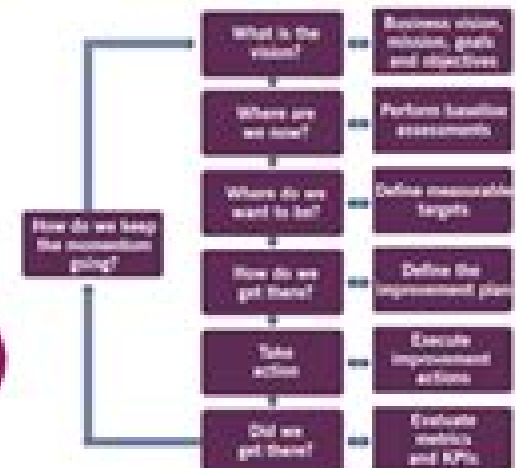 What is the
vision?
Business vision,
mission, goals
and objectives
Where are
we now?
Perform baseline
assessments
Where do we
want to be?
Define measurable
targets
How do we keep
the momentum
going?
How do we
get there?
Define the
improvement plan
Take
action
Execute
improvement
actions
Did we
get there?
Evaluate
metrics
and KPIs